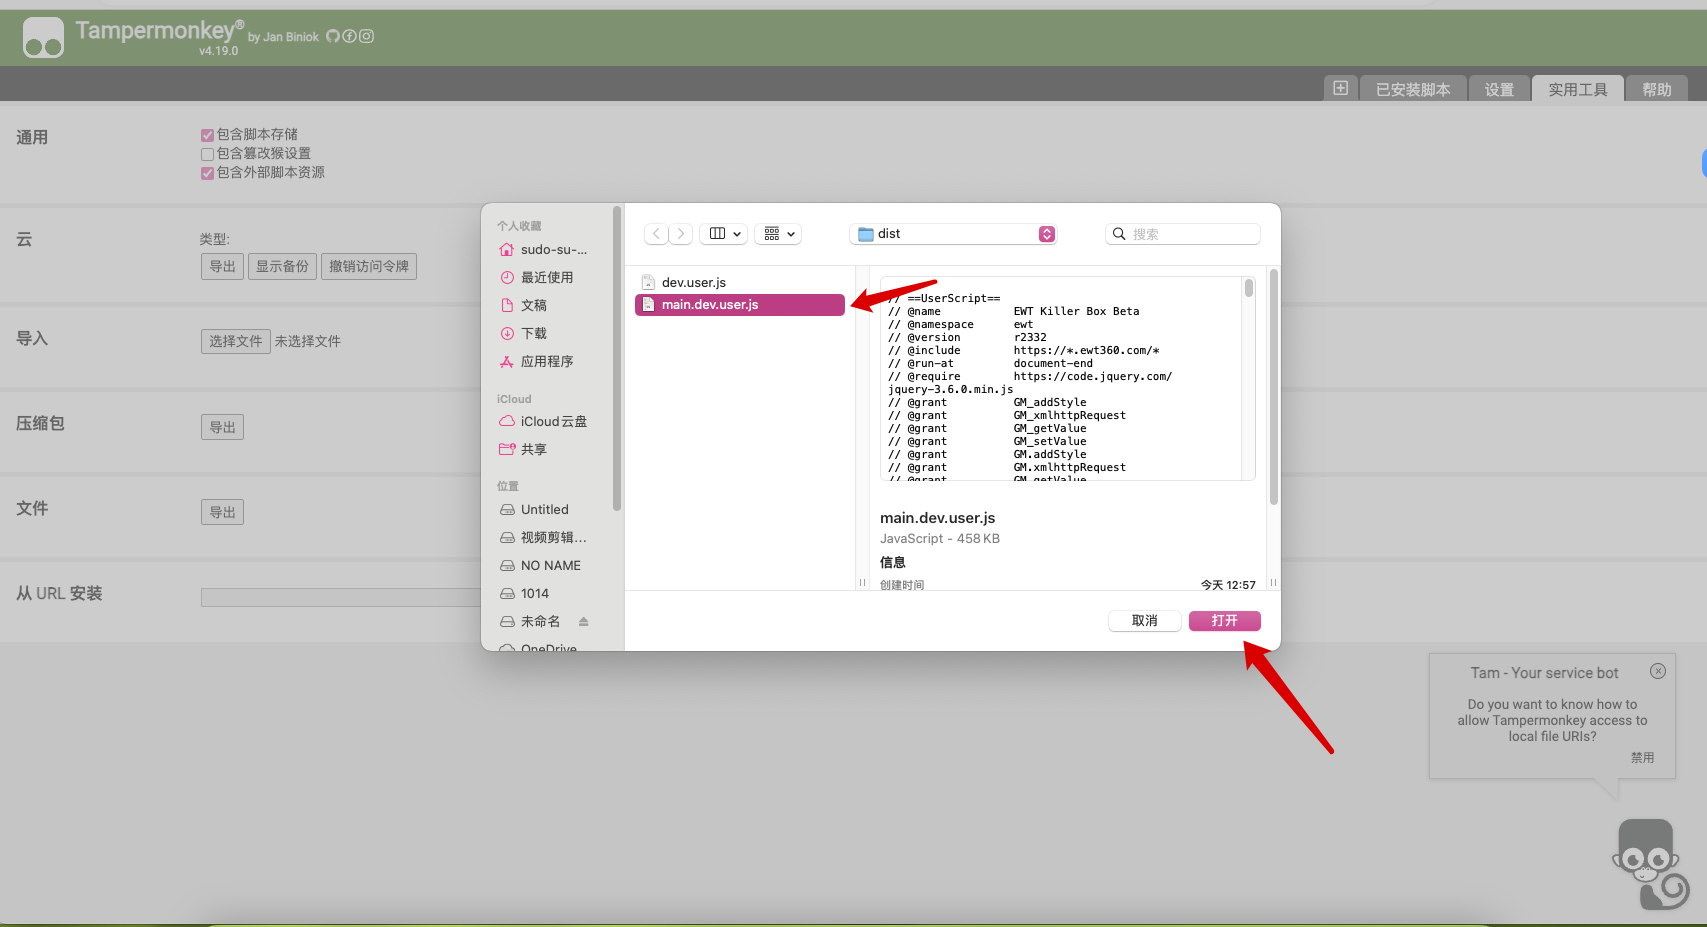 Tampermonkey® by Jan Biniok
v4.19.0
已安装脚本 设置 实用工具 帮助
通用
包含脚本存储
包含篡改猴设置
包含外部脚本资源
云
类型:
导出 显示备份 撤销访问令牌
导入
选择文件 未选择文件
压缩包
导出
文件
导出
从 URL 安装
个人收藏
sudo-su-...
最近使用
文稿
下载
应用程序
iCloud
iCloud云盘
共享
位置
Untitled
视频剪辑...
NO NAME
1014
未命名
OneDrive
dist
搜索
dev.user.js
main.dev.user.js
// ==UserScript==
// @name EWT Killer Box Beta
// @namespace ewt
// @version r2332
// @include https://*.ewt360.com/*
// @run-at document-end
// @require https://code.jquery.com/
jquery-3.6.0.min.js
// @grant GM_addStyle
// @grant GM_xmlhttpRequest
// @grant GM_getValue
// @grant GM_setValue
// @grant GM.addStyle
// @grant GM.xmlhttpRequest
// @grant GM.getValue
main.dev.user.js
JavaScript - 458 KB
信息
创建时间 今天 12:57
取消 打开
Tam - Your service bot
Do you want to know how to
allow Tampermonkey access to
local file URIs?
禁用